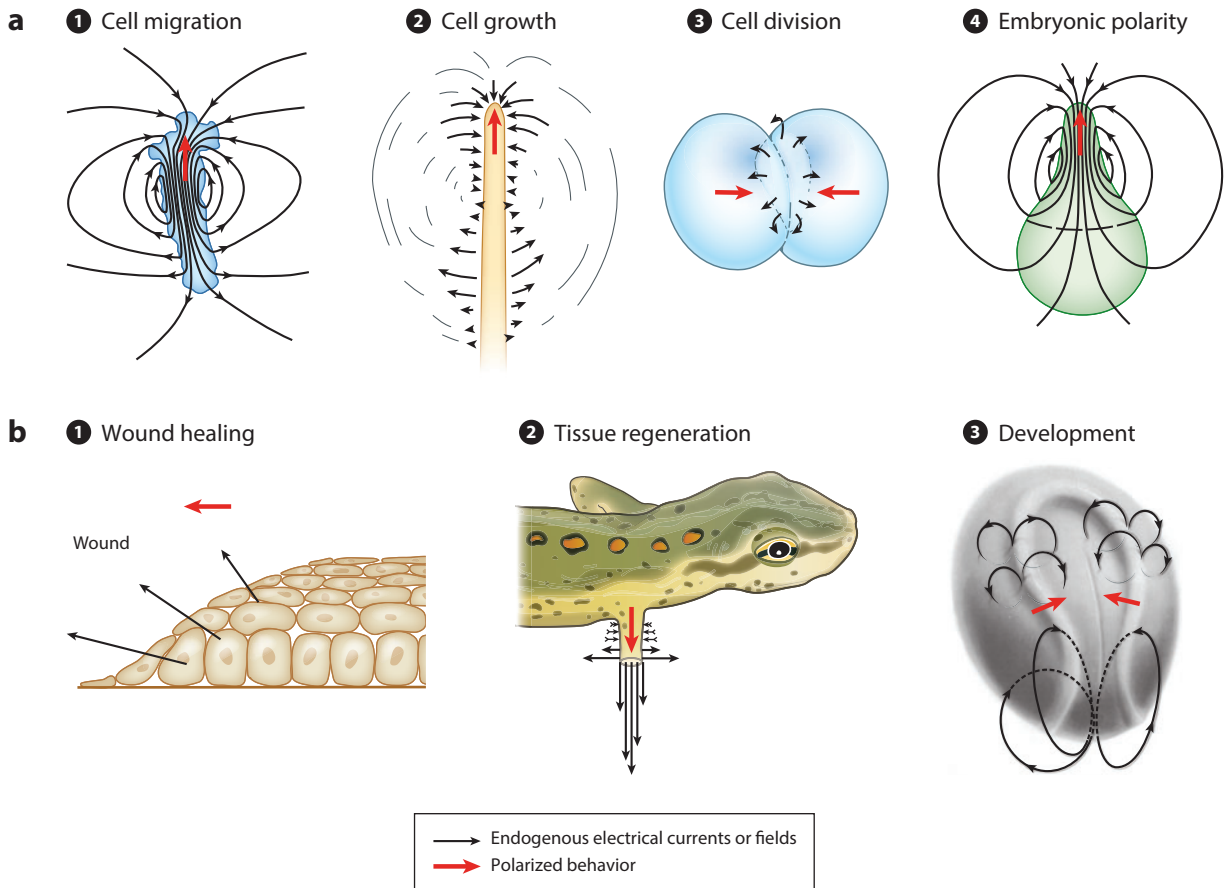 a
1 Cell migration
2 Cell growth
3 Cell division
4 Embryonic polarity
b
1 Wound healing
2 Tissue regeneration
3 Development
Wound
Endogenous electrical currents or fields
Polarized behavior